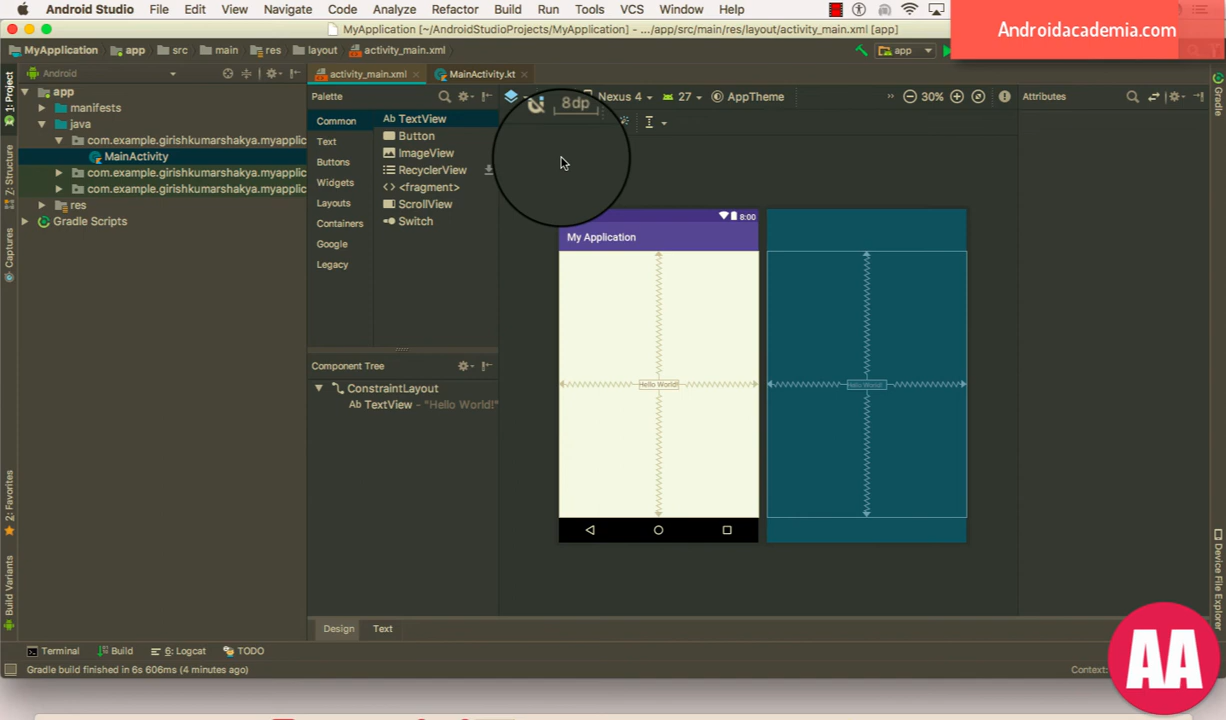 Android Studio File Edit View Navigate Code Analyze Refactor Build Run Tools VCS Window Help
Androidacademia.com
MyApplication [~/AndroidStudioProjects/MyApplication] - .../app/src/main/res/layout/activity_main.xml [app]
MyApplication app src main res layout activity_main.xml app
1: Project
Z: Structure
Captures
2: Favorites
Build Variants
Android
app
manifests
java
com.example.girishkumarshakya.myapplic
MainActivity
com.example.girishkumarshakya.myapplic
com.example.girishkumarshakya.myapplic
res
Gradle Scripts
activity_main.xml MainActivity.kt
Palette
Common
Text
Buttons
Widgets
Layouts
Containers
Google
Legacy
Ab TextView
Button
ImageView
RecyclerView
<> <fragment>
ScrollView
Switch
8dp
Nexus 4 27 AppTheme 30%
Attributes
Component Tree
ConstraintLayout
Ab TextView - "Hello World!"
8:00
My Application
Hello World!
Hello World!
Gradle
Device File Explorer
Design Text
Terminal Build 6: Logcat TODO
Gradle build finished in 6s 606ms (4 minutes ago)
Context:
AA